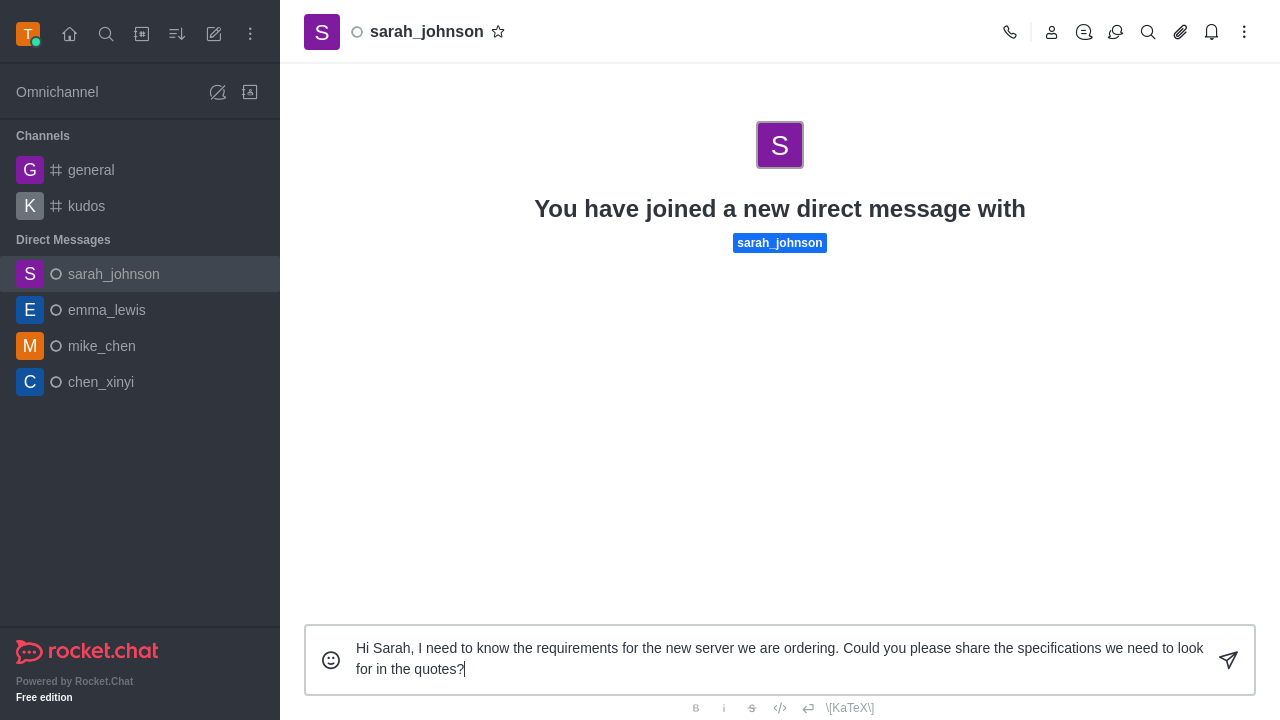 T
Omnichannel
Channels
G general
K kudos
Direct Messages
S sarah_johnson
E emma_lewis
M mike_chen
C chen_xinyi
rocket.chat
Powered by Rocket.Chat
Free edition
S sarah_johnson
S
You have joined a new direct message with
sarah_johnson
Hi Sarah, I need to know the requirements for the new server we are ordering. Could you please share the specifications we need to look
for in the quotes?
B i S \[KaTeX\]